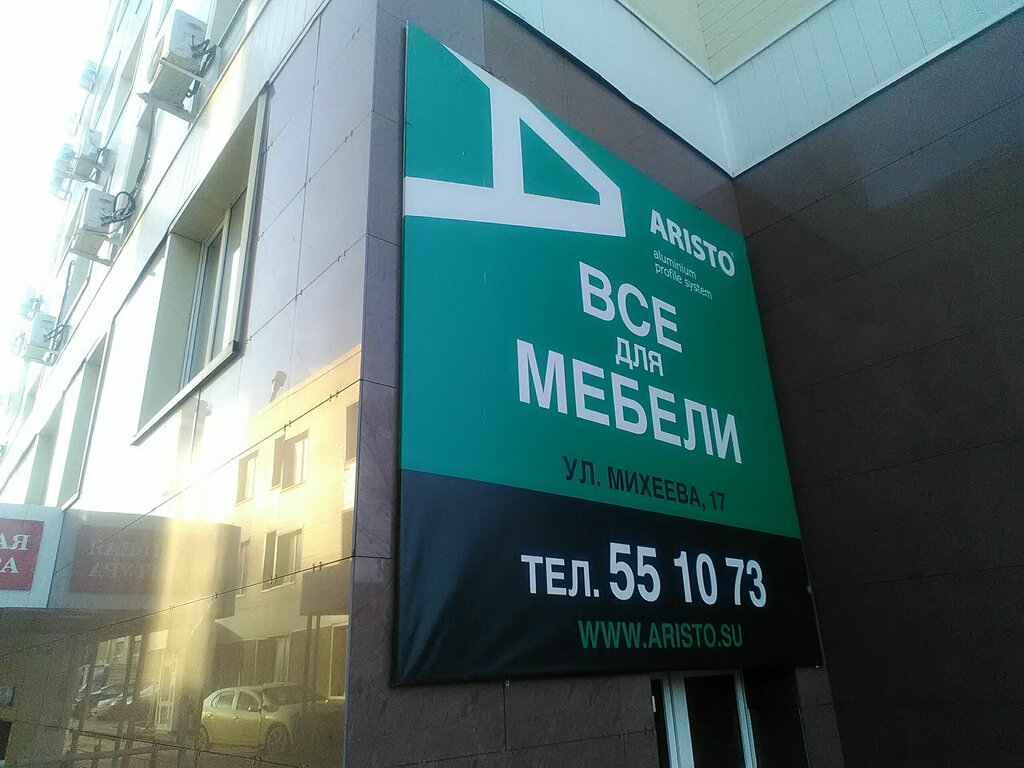 ARISTO
aluminium
profile system
ВСЕ
для
МЕБЕЛИ
УЛ. МИХЕЕВА, 17
ТЕЛ. 55 10 73
WWW.ARISTO.SU